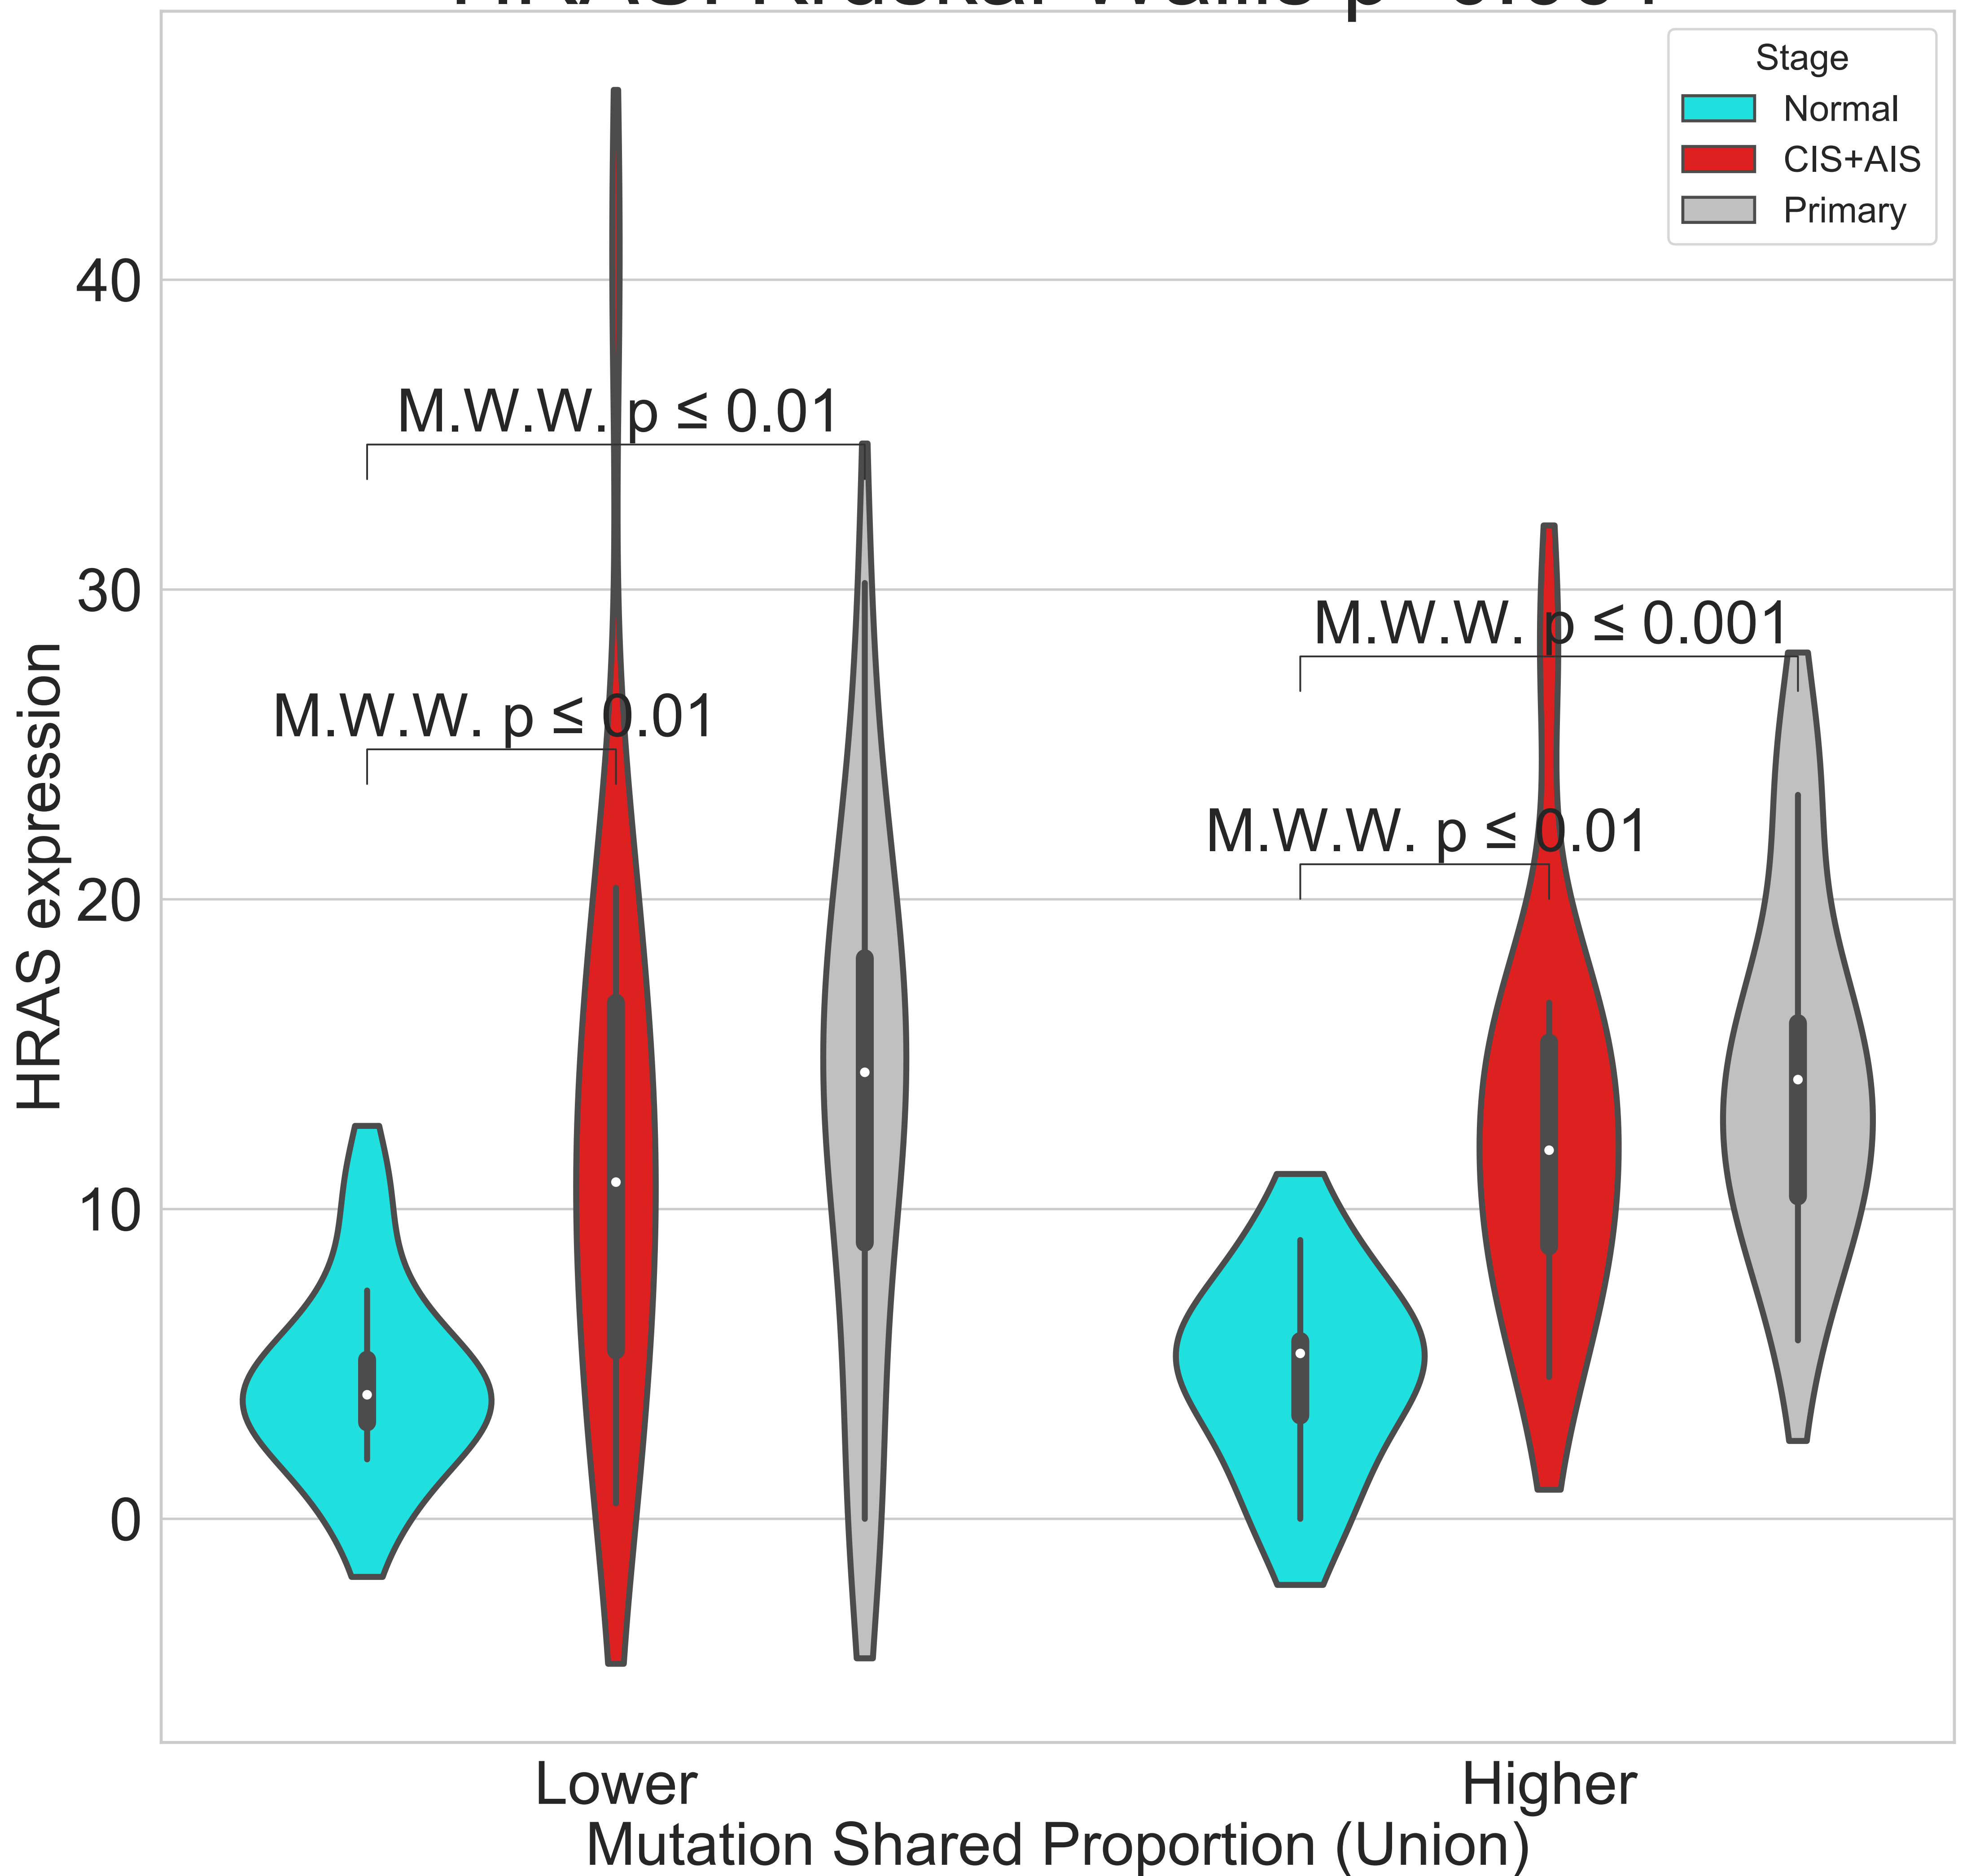 Stage
Normal
CIS+AIS
Primary
40
30
20
10
0
HRAS expression
M.W.W. p ≤ 0.01
M.W.W. p ≤ 0.01
M.W.W. p ≤ 0.001
M.W.W. p ≤ 0.01
Lower
Higher
Mutation Shared Proportion (Union)